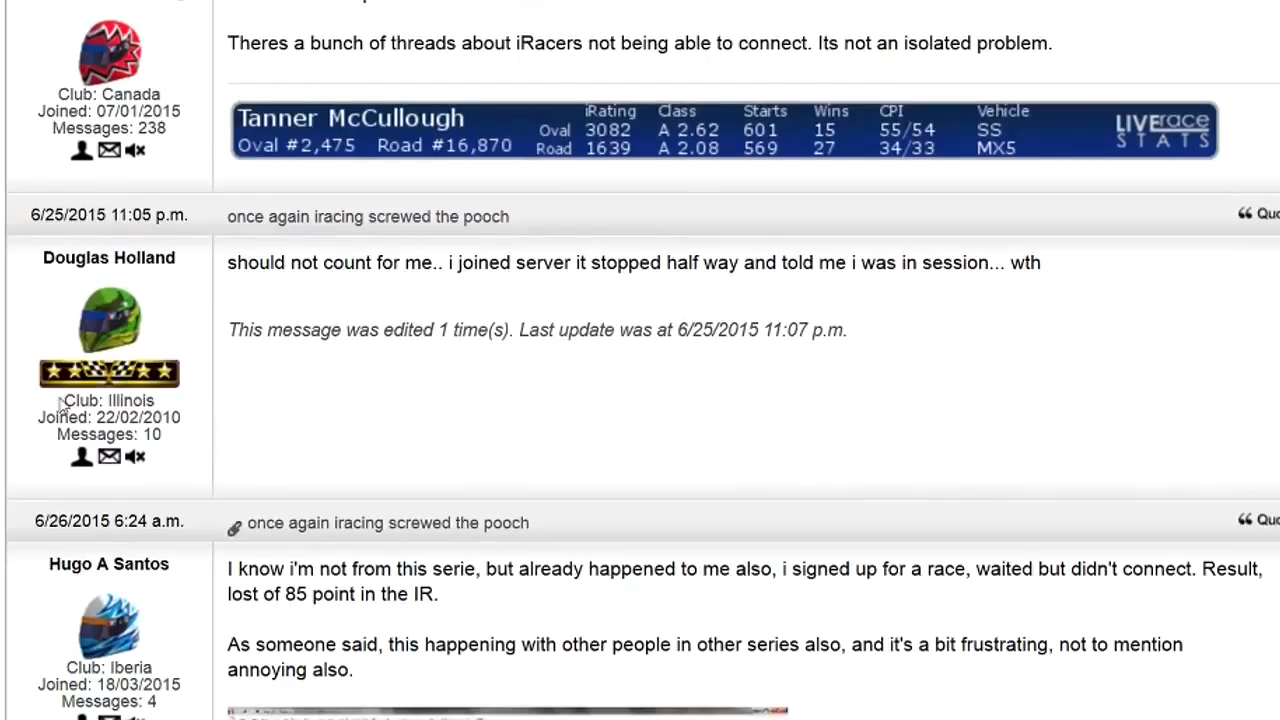 Theres a bunch of threads about iRacers not being able to connect. Its not an isolated problem.
Club: Canada
Joined: 07/01/2015
Messages: 238
Tanner McCullough iRating Class Starts Wins CPI Vehicle
Oval 3082 A 2.62 601 15 55/54 SS
Oval #2,475 Road #16,870 Road 1639 A 2.08 569 27 34/33 MX5
LIVErace
STATS
6/25/2015 11:05 p.m. once again iracing screwed the pooch
Douglas Holland
should not count for me.. i joined server it stopped half way and told me i was in session... wth
This message was edited 1 time(s). Last update was at 6/25/2015 11:07 p.m.
Club: Illinois
Joined: 22/02/2010
Messages: 10
6/26/2015 6:24 a.m. once again iracing screwed the pooch
Hugo A Santos
I know i'm not from this serie, but already happened to me also, i signed up for a race, waited but didn't connect. Result,
lost of 85 point in the IR.
As someone said, this happening with other people in other series also, and it's a bit frustrating, not to mention
annoying also.
Club: Iberia
Joined: 18/03/2015
Messages: 4